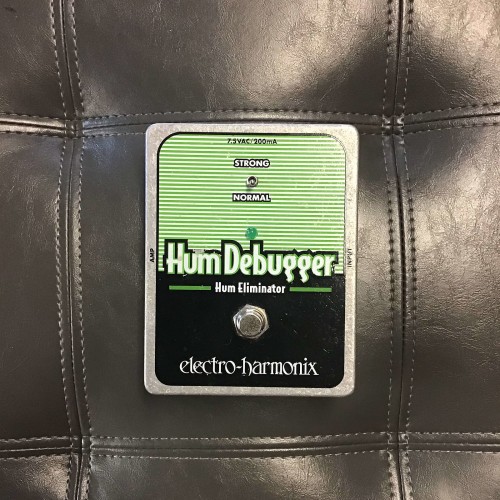 7.5VAC/200mA
STRONG
NORMAL
AMP
INPUT
Hum Debugger
Hum Eliminator
electro-harmonix